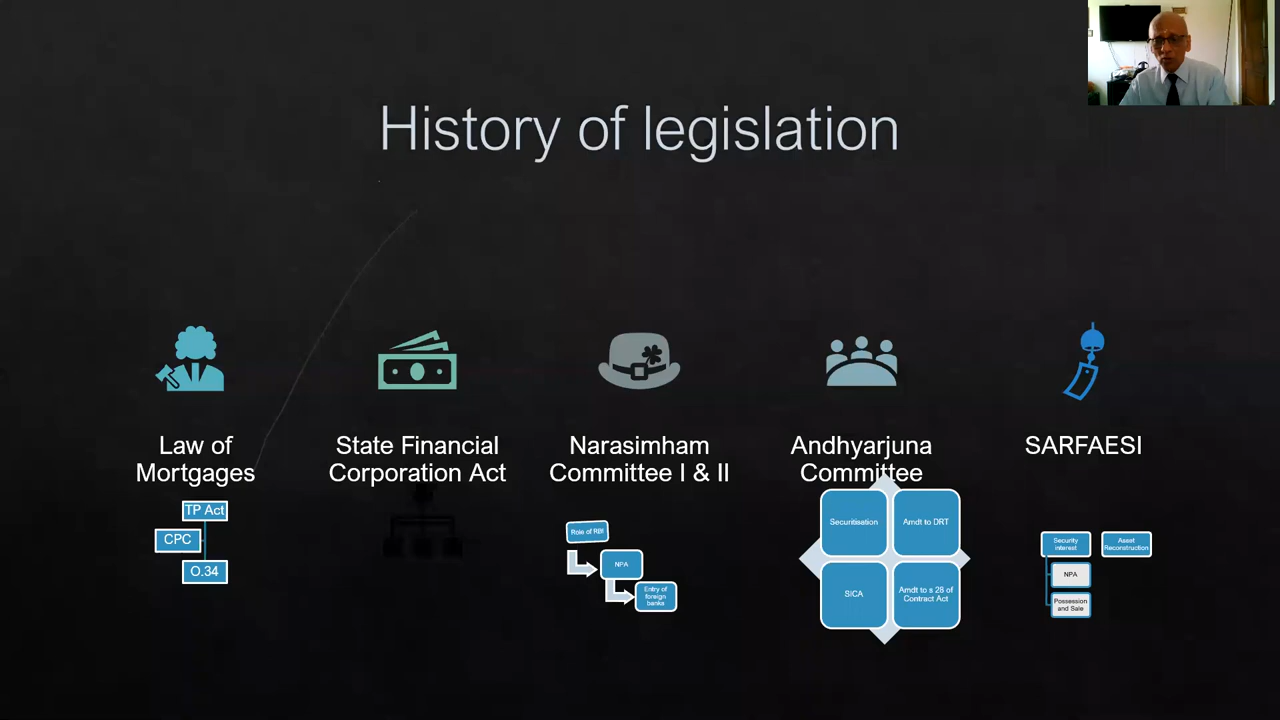 History of legislation
Law of
Mortgages
TP Act
CPC
O.34
State Financial
Corporation Act
Narasimham
Committee I & II
Role of RBI
NPA
Entry of
foreign
banks
Andhyarjuna
Committee
Securitisation
Amdt to DRT
SICA
Amdt to s 28 of
Contract Act
SARFAESI
Security
interest
Asset
Reconstruction
NPA
Possession
and Sale